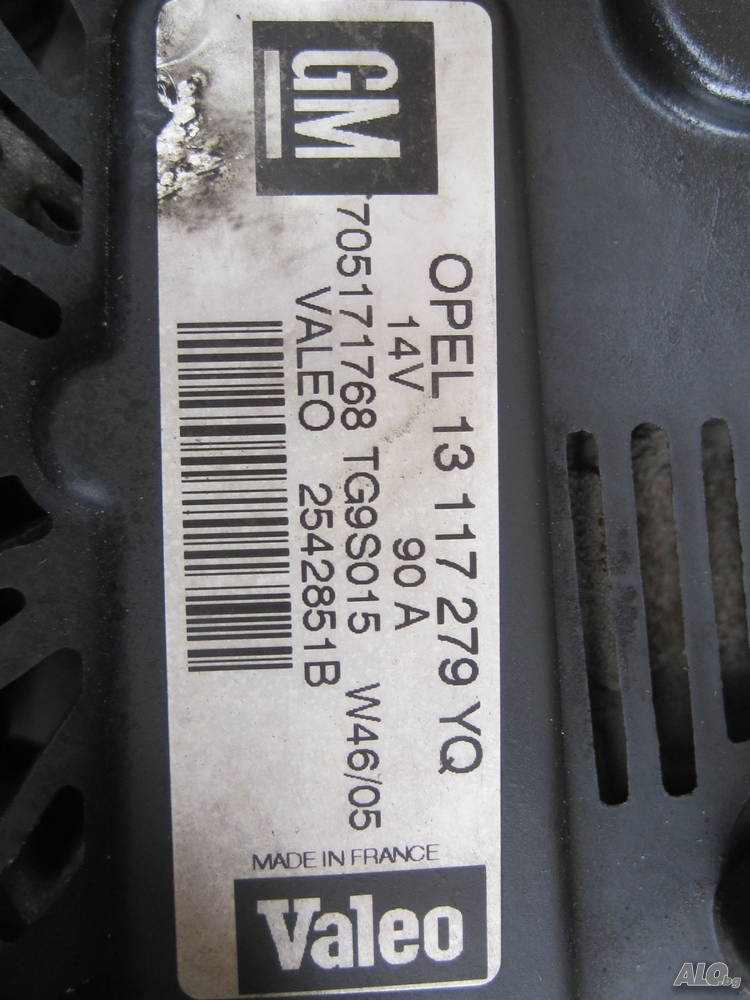 GM
OPEL 13 117 279 YQ
14V 90 A
705171768 TG9S015 W46/05
VALEO 2542851B
MADE IN FRANCE
Valeo
ALO.bg